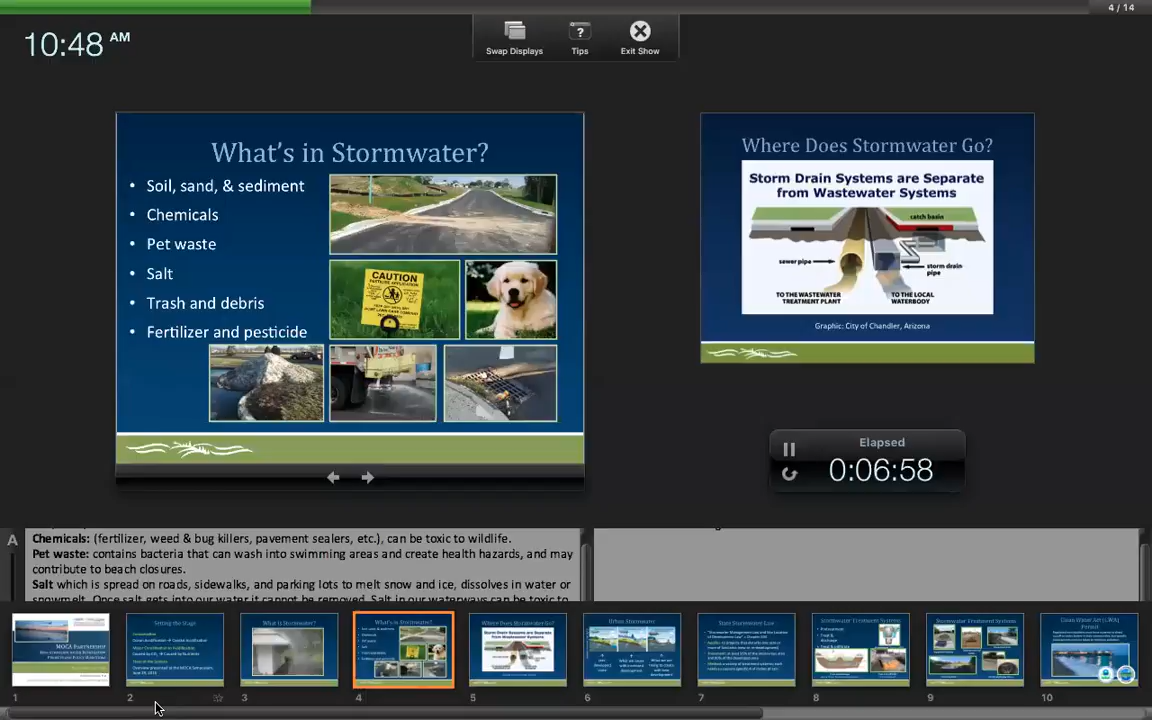 4 / 14
10:48 AM
Swap Displays
?
Tips
Exit Show
What's in Stormwater?
• Soil, sand, & sediment
• Chemicals
• Pet waste
• Salt
• Trash and debris
• Fertilizer and pesticide
CAUTION
Where Does Stormwater Go?
Storm Drain Systems are Separate
from Wastewater Systems
catch basin
sewer pipe
storm drain
pipe
TO THE WASTEWATER
TREATMENT PLANT
TO THE LOCAL
WATERBODY
Graphic: City of Chandler, Arizona
Elapsed
0:06:58
A
Chemicals: (fertilizer, weed & bug killers, pavement sealers, etc.), can be toxic to wildlife.
Pet waste: contains bacteria that can wash into swimming areas and create health hazards, and may
contribute to beach closures.
Salt which is spread on roads, sidewalks, and parking lots to melt snow and ice, dissolves in water or
snowmelt. Once salt gets into our water it cannot be removed. Salt in our waterways can be toxic to
Setting the Stage
What is Stormwater?
What's in Stormwater?
Where Does Stormwater Go?
Storm Drain Systems are Separate
from Wastewater Systems
Urban Stormwater
State Stormwater Law
Stormwater Treatment Systems
Stormwater Treatment Systems
Clean Water Act (CWA)
Permit
1
2
3
4
5
6
7
8
9
10